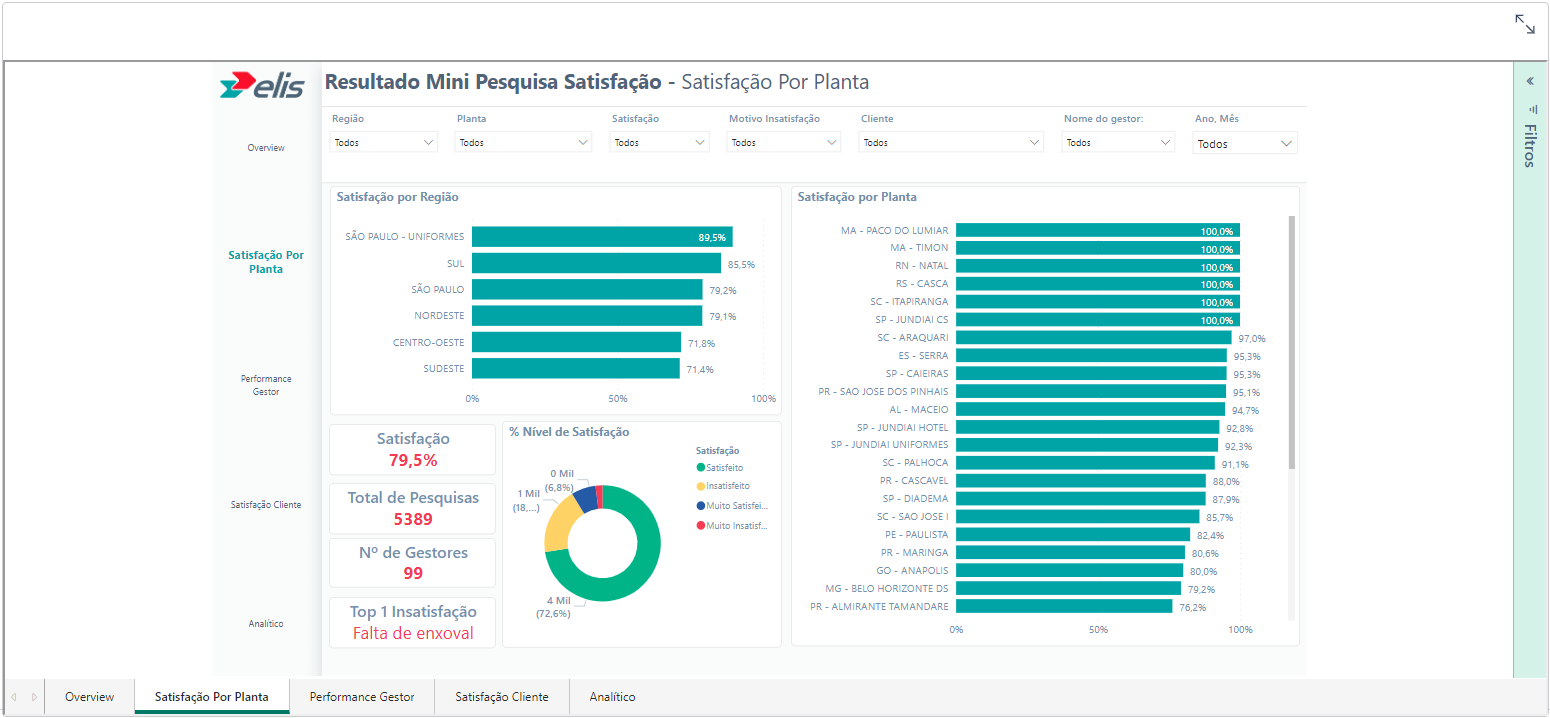 elis
Resultado Mini Pesquisa Satisfação - Satisfação Por Planta
Região
Planta
Satisfação
Motivo Insatisfação
Cliente
Nome do gestor:
Ano, Mês
Todos
Todos
Todos
Todos
Todos
Todos
Todos
Filtros
Overview
Satisfação Por
Planta
Performance
Gestor
Satisfação Cliente
Analítico
Satisfação por Região
SÃO PAULO - UNIFORMES 89,5%
SUL 85,5%
SÃO PAULO 79,2%
NORDESTE 79,1%
CENTRO-OESTE 71,8%
SUDESTE 71,4%
0% 50% 100%
Satisfação
79,5%
Total de Pesquisas
5389
Nº de Gestores
99
Top 1 Insatisfação
Falta de enxoval
% Nível de Satisfação
0 Mil
(6,8%)
1 Mil
(18,...)
4 Mil
(72,6%)
Satisfação
Satisfeito
Insatisfeito
Muito Satisfei...
Muito Insatisf...
Satisfação por Planta
MA - PACO DO LUMIAR 100,0%
MA - TIMON 100,0%
RN - NATAL 100,0%
RS - CASCA 100,0%
SC - ITAPIRANGA 100,0%
SP - JUNDIAI CS 100,0%
SC - ARAQUARI 97,0%
ES - SERRA 95,3%
SP - CAIEIRAS 95,3%
PR - SAO JOSE DOS PINHAIS 95,1%
AL - MACEIO 94,7%
SP - JUNDIAI HOTEL 92,8%
SP - JUNDIAI UNIFORMES 92,3%
SC - PALHOCA 91,1%
PR - CASCAVEL 88,0%
SP - DIADEMA 87,9%
SC - SAO JOSE I 85,7%
PE - PAULISTA 82,4%
PR - MARINGA 80,6%
GO - ANAPOLIS 80,0%
MG - BELO HORIZONTE DS 79,2%
PR - ALMIRANTE TAMANDARE 76,2%
0% 50% 100%
Overview
Satisfação Por Planta
Performance Gestor
Satisfação Cliente
Analítico